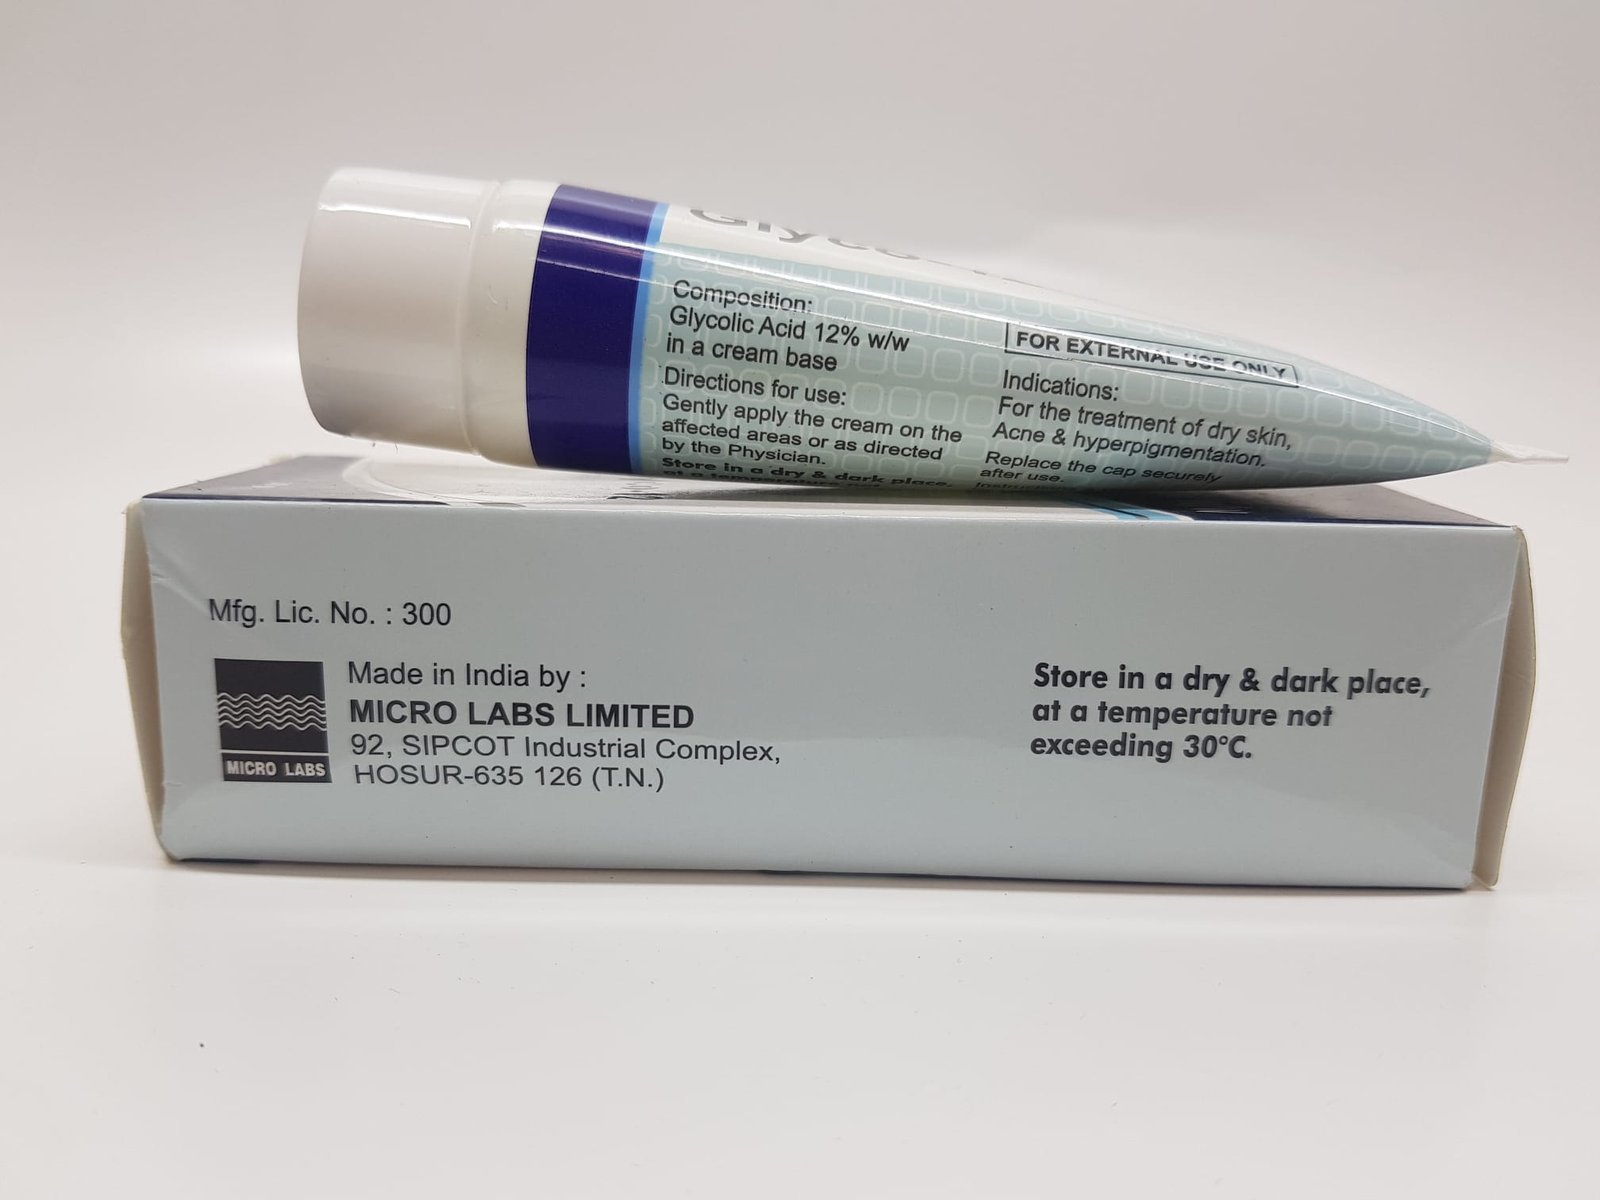 Composition:
Glycolic Acid 12% w/w
in a cream base
Directions for use:
Gently apply the cream on the
affected areas or as directed
by the Physician.
Store in a dry & dark place,
at a temperature not
FOR EXTERNAL USE ONLY
Indications:
For the treatment of dry skin,
Acne & hyperpigmentation.
Replace the cap securely
after use.
Mfg. Lic. No. : 300
MICRO LABS
Made in India by :
MICRO LABS LIMITED
92, SIPCOT Industrial Complex,
HOSUR-635 126 (T.N.)
Store in a dry & dark place,
at a temperature not
exceeding 30°C.